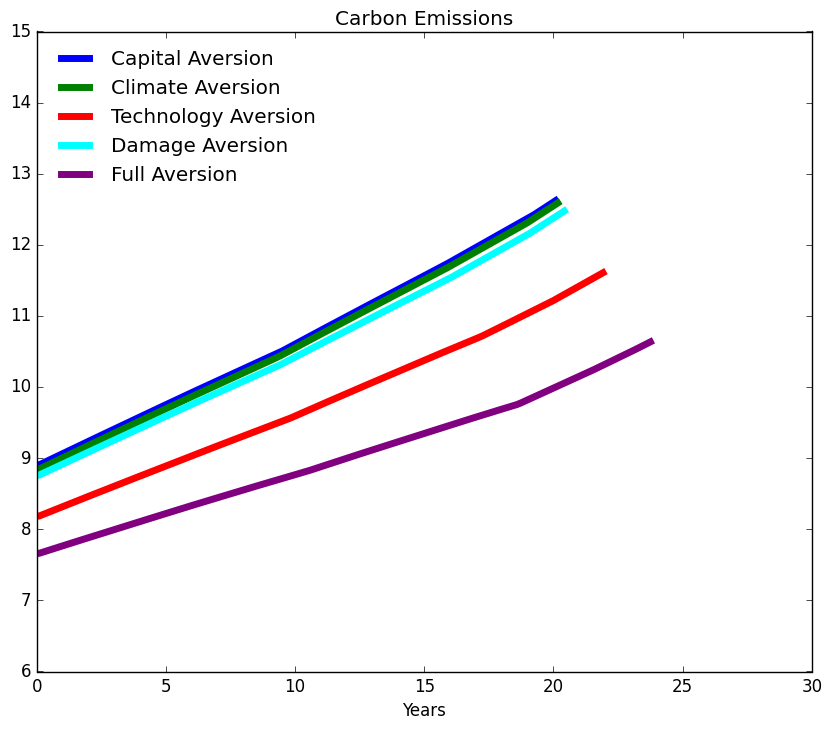 Carbon Emissions
15
14
13
12
11
10
9
8
7
6
Capital Aversion
Climate Aversion
Technology Aversion
Damage Aversion
Full Aversion
0 5 10 15 20 25 30
Years